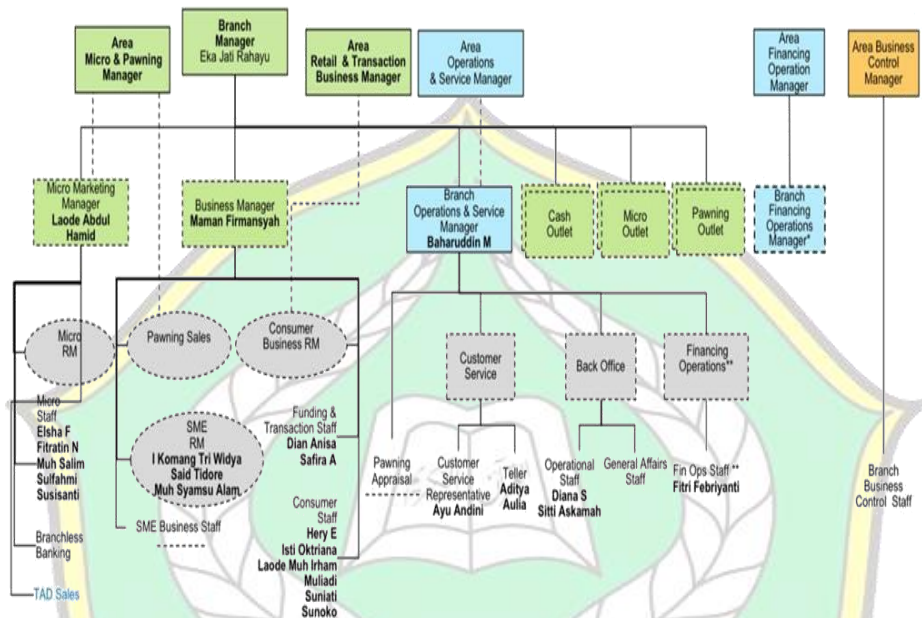 Area
Micro & Pawning
Manager
Branch
Manager
Eka Jati Rahayu
Area
Retail & Transaction
Business Manager
Area
Operations
& Service Manager
Area
Financing
Operation
Manager
Area Business
Control
Manager
Micro Marketing
Manager
Laode Abdul
Hamid
Business Manager
Maman Firmansyah
Branch
Operations & Service
Manager
Baharuddin M
Cash
Outlet
Micro
Outlet
Pawning
Outlet
Branch
Financing
Operations
Manager*
Micro
RM
Pawning Sales
Consumer
Business RM
Customer
Service
Back Office
Financing
Operations**
Micro
Staff
Elsha F
Fitratin N
Muh Salim
Sulfahmi
Susisanti
SME
RM
I Komang Tri Widya
Said Tidore
Muh Syamsu Alam
Funding &
Transaction Staff
Dian Anisa
Safira A
Pawning
Appraisal
Customer
Service
Representative
Ayu Andini
Teller
Aditya
Aulia
Operational
Staff
Diana S
Sitti Askamah
General Affairs
Staff
Fin Ops Staff **
Fitri Febriyanti
Branch
Business
Control Staff
Branchless
Banking
SME Business Staff
Consumer
Staff
Hery E
Isti Oktriana
Laode Muh Irham
Muliadi
Suniati
Sunoko
TAD Sales